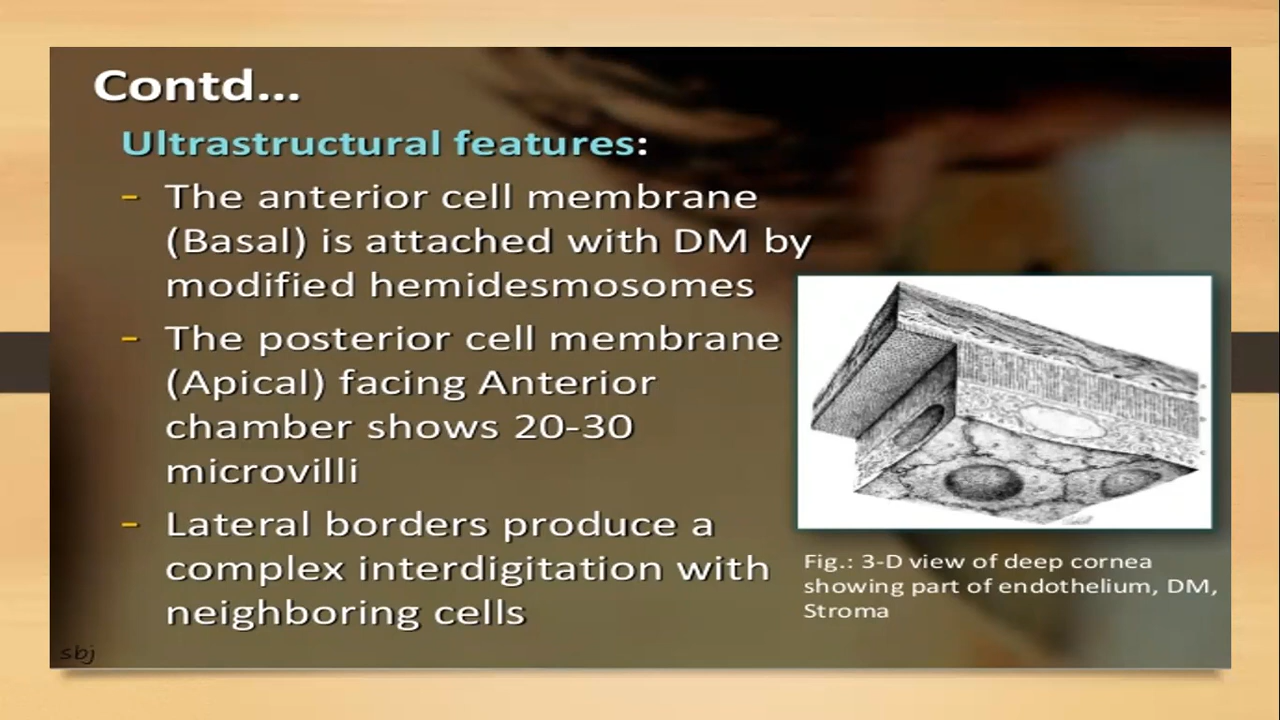 Contd...
Ultrastructural features:
- The anterior cell membrane
(Basal) is attached with DM by
modified hemidesmosomes
- The posterior cell membrane
(Apical) facing Anterior
chamber shows 20-30
microvilli
- Lateral borders produce a
complex interdigitation with
neighboring cells
Fig.: 3-D view of deep cornea
showing part of endothelium, DM,
Stroma
sbj